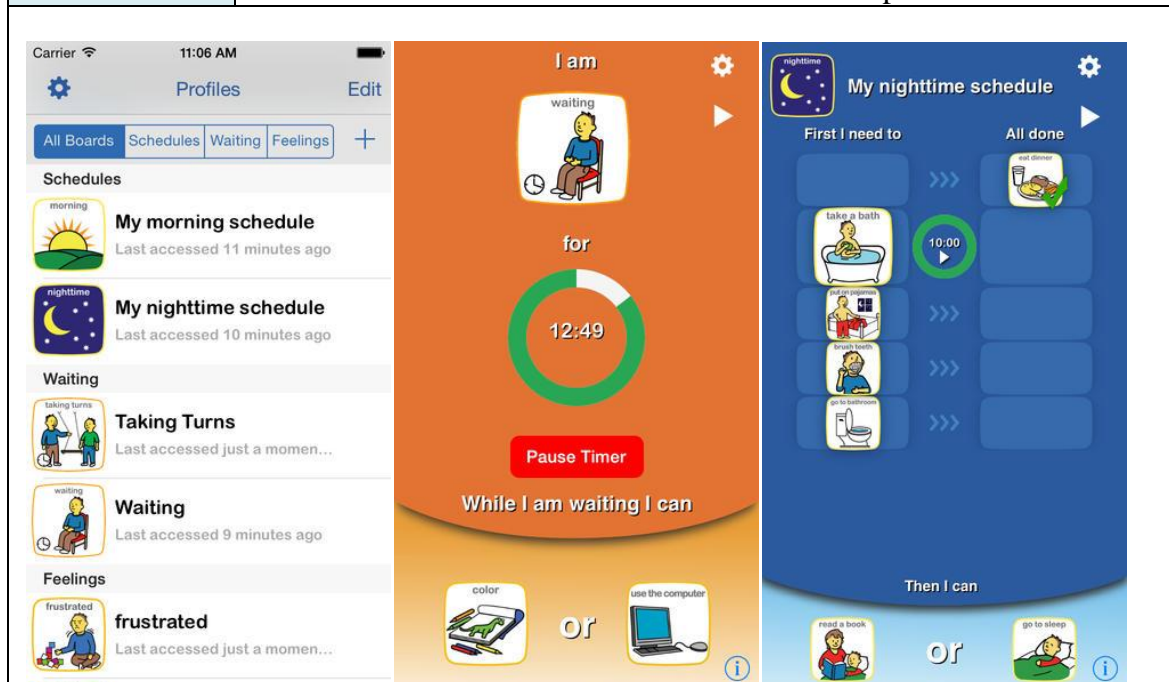 Carrier 11:06 AM
Profiles Edit
All Boards Schedules Waiting Feelings +
Schedules
morning
My morning schedule
Last accessed 11 minutes ago
nighttime
My nighttime schedule
Last accessed 10 minutes ago
Waiting
taking turns
Taking Turns
Last accessed just a momen...
waiting
Waiting
Last accessed 9 minutes ago
Feelings
frustrated
frustrated
Last accessed just a momen...
I am
waiting
for
12:49
Pause Timer
While I am waiting I can
color
or
use the computer
i
nighttime
My nighttime schedule
First I need to All done
eat dinner
take a bath
10:00
put on pajamas
brush teeth
go to bathroom
Then I can
read a book
or
go to sleep
i